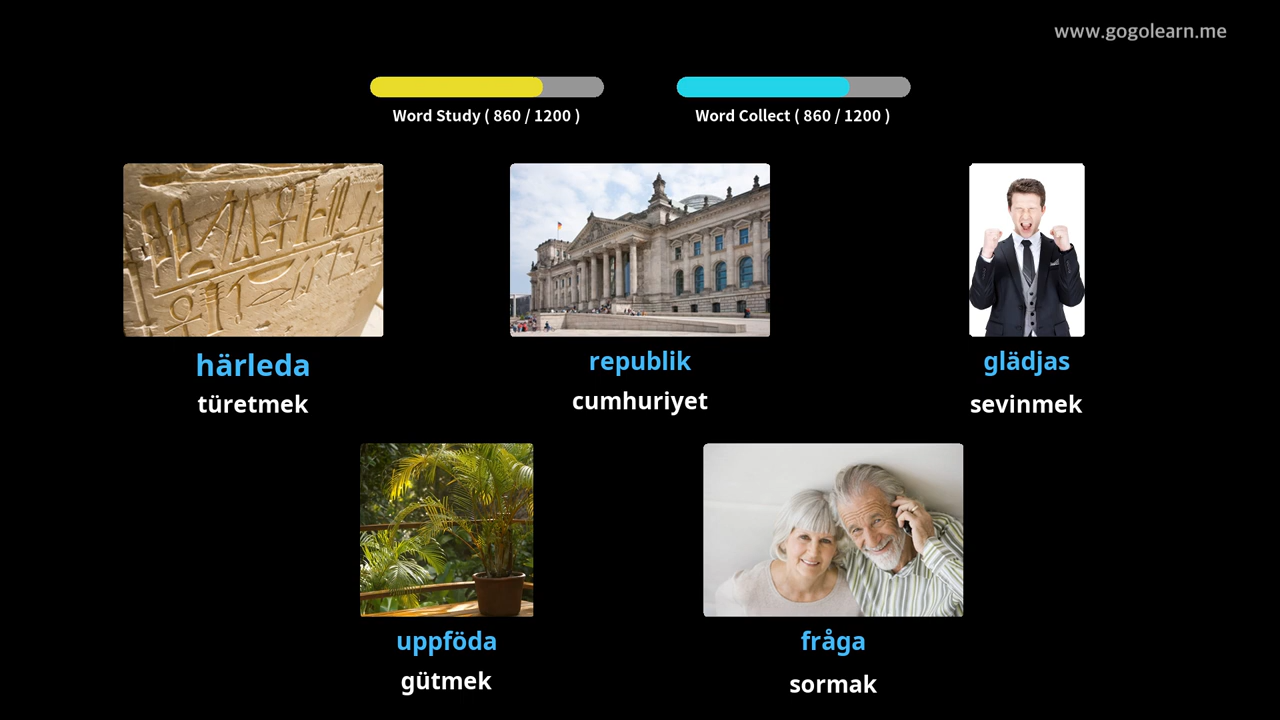 www.gogolearn.me
Word Study ( 860 / 1200 )
Word Collect ( 860 / 1200 )
härleda
türetmek
republik
cumhuriyet
glädjas
sevinmek
uppföda
gütmek
fråga
sormak